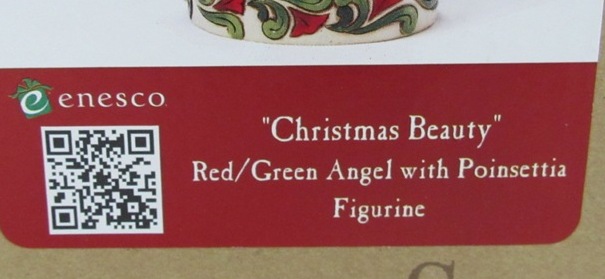 enesco
"Christmas Beauty"
Red/Green Angel with Poinsettia
Figurine